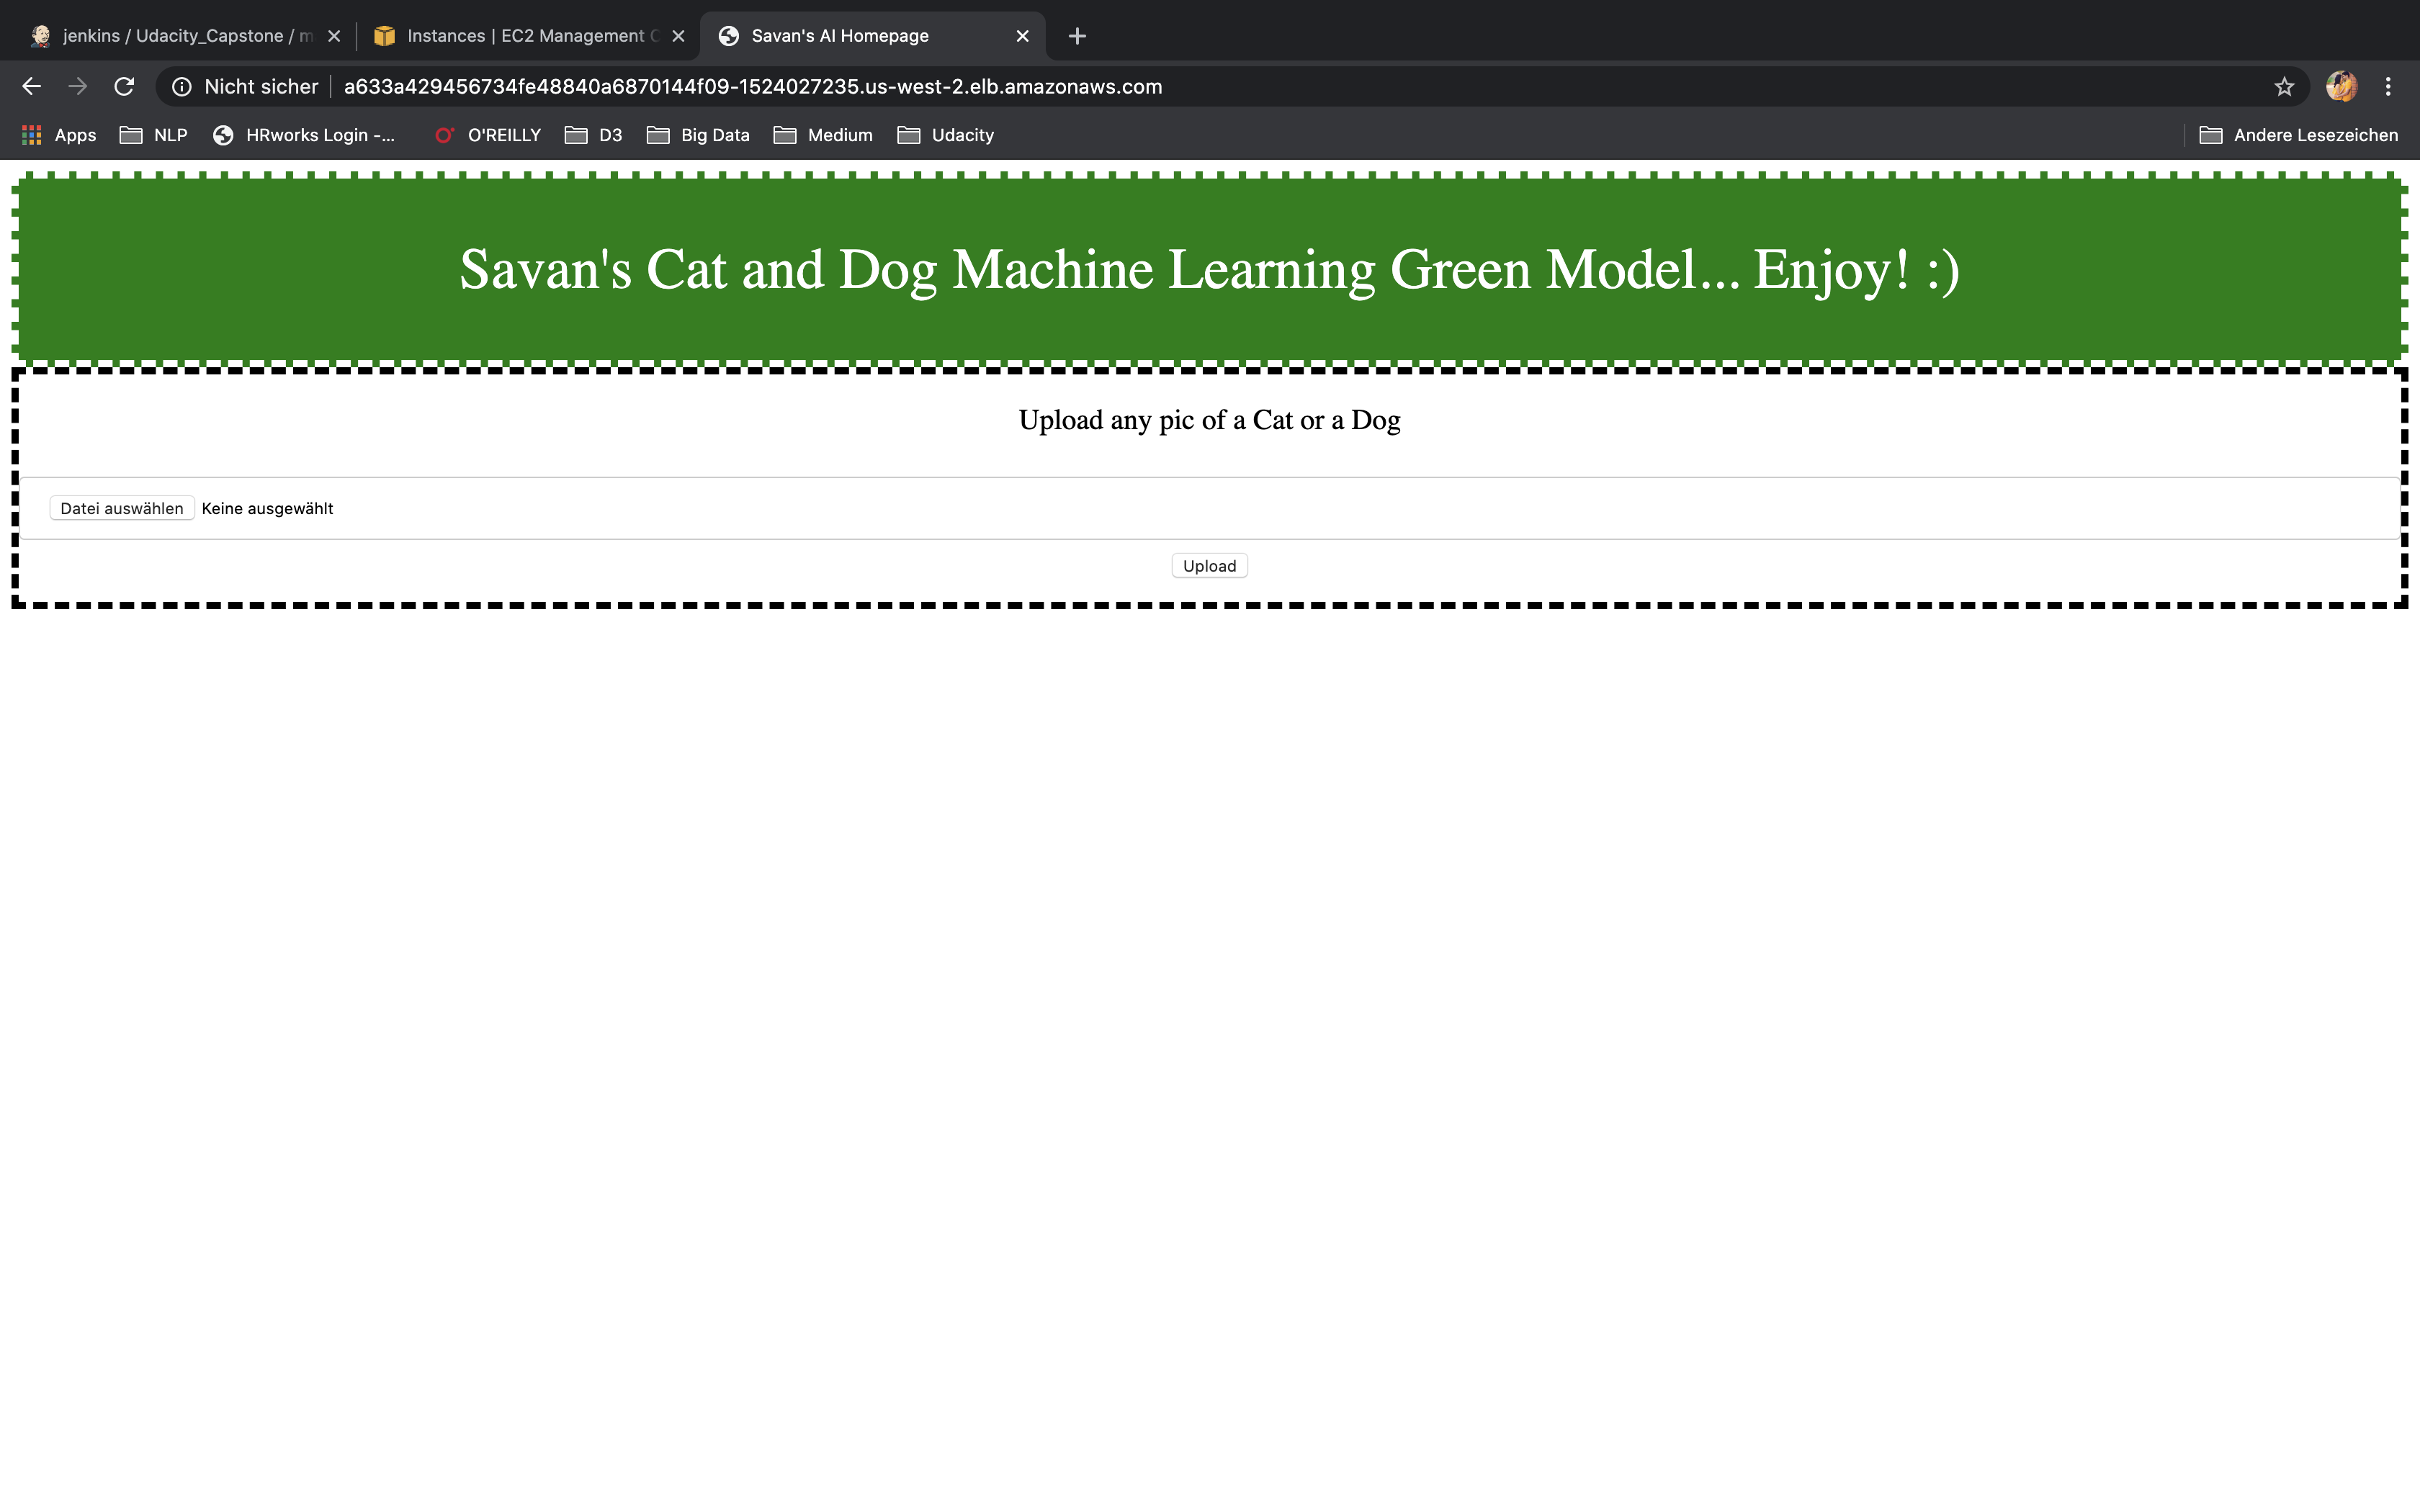 jenkins / Udacity_Capstone / m
Instances | EC2 Management C
Savan's AI Homepage
Nicht sicher
a633a429456734fe48840a6870144f09-1524027235.us-west-2.elb.amazonaws.com
Apps
NLP
HRworks Login -...
O'REILLY
D3
Big Data
Medium
Udacity
Andere Lesezeichen
Savan's Cat and Dog Machine Learning Green Model... Enjoy! :)
Upload any pic of a Cat or a Dog
Datei auswählen Keine ausgewählt
Upload